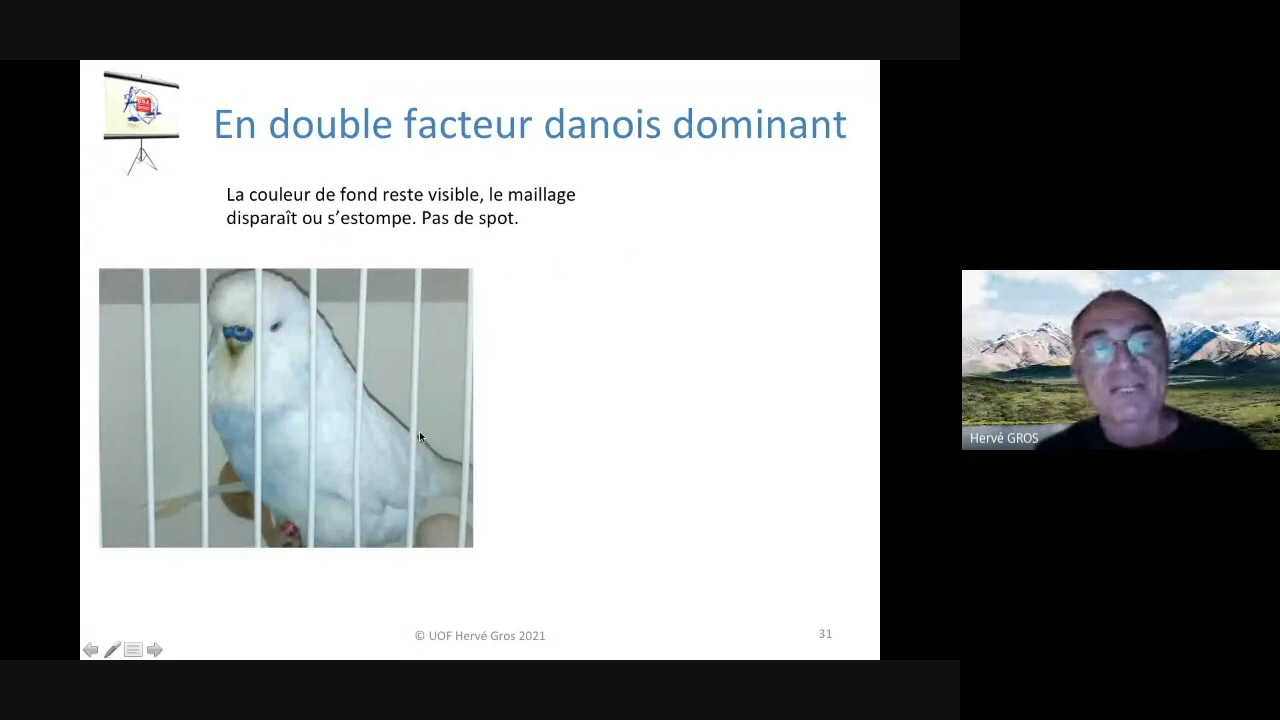 En double facteur danois dominant
La couleur de fond reste visible, le maillage
disparaît ou s’estompe. Pas de spot.
Hervé GROS
© UOF Hervé Gros 2021
31